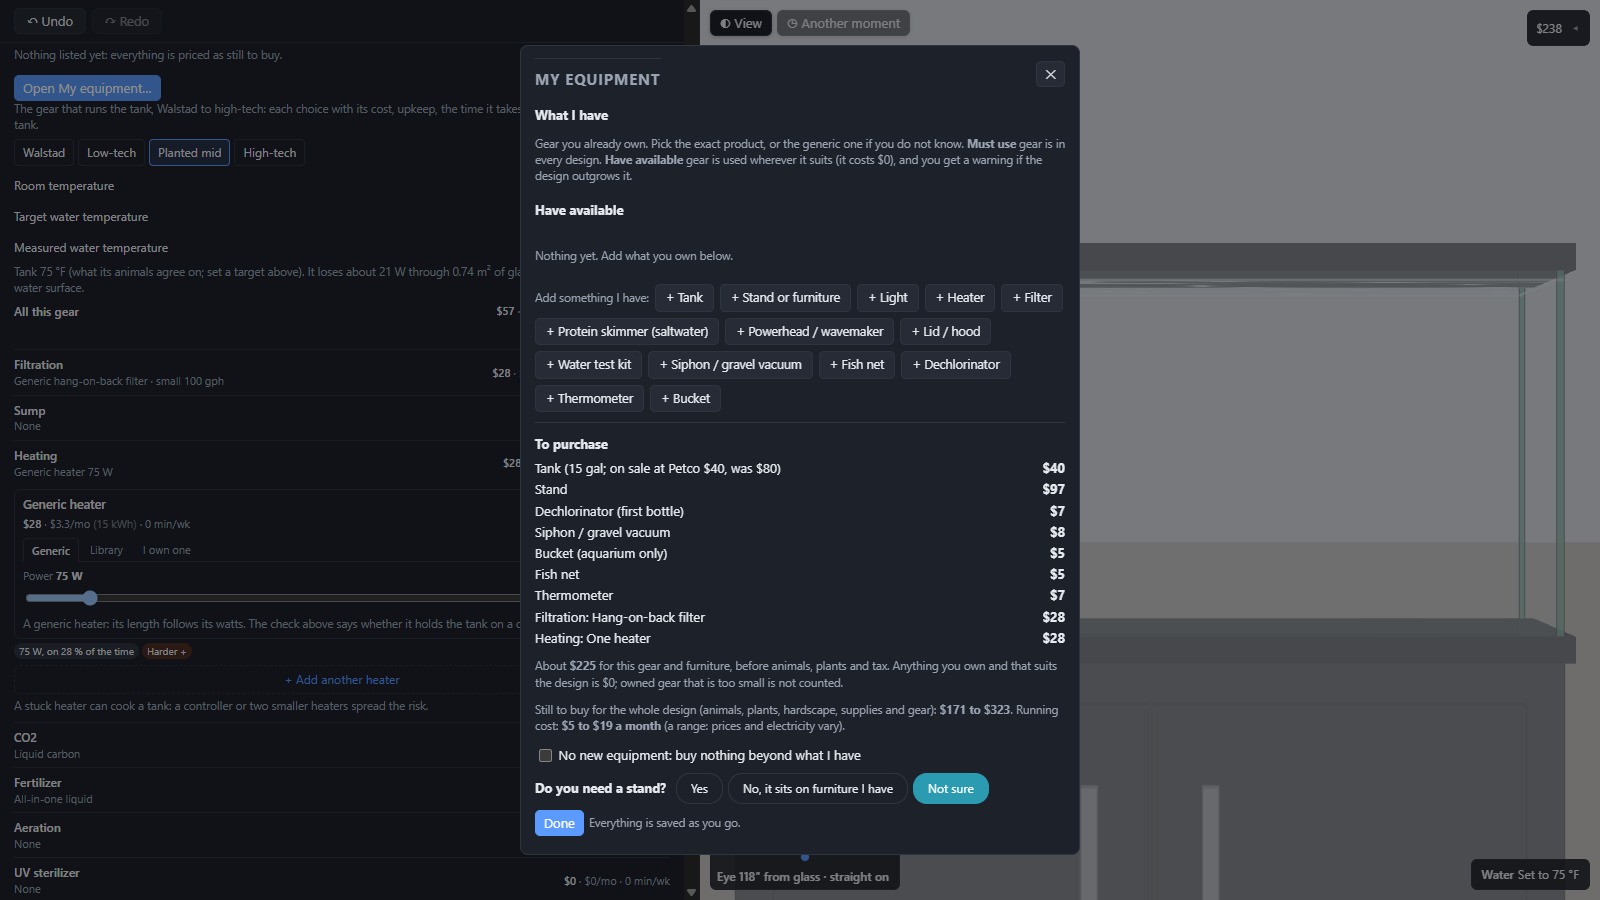 Undo
Redo
View
Another moment
$238
Nothing listed yet: everything is priced as still to buy.
Open My equipment...
The gear that runs the tank, Walstad to high-tech: each choice with its cost, upkeep, the time it takes
tank.
Walstad
Low-tech
Planted mid
High-tech
Room temperature
Target water temperature
Measured water temperature
Tank 75 °F (what its animals agree on; set a target above). It loses about 21 W through 0.74 m² of gla
water surface.
All this gear
$57 ·
Filtration
Generic hang-on-back filter · small 100 gph
$28 ·
Sump
None
Heating
Generic heater 75 W
$28
Generic heater
$28 · $3.3/mo (15 kWh) · 0 min/wk
Generic
Library
I own one
Power 75 W
A generic heater: its length follows its watts. The check above says whether it holds the tank on a c
75 W, on 28 % of the time
Harder +
+ Add another heater
A stuck heater can cook a tank: a controller or two smaller heaters spread the risk.
CO2
Liquid carbon
Fertilizer
All-in-one liquid
Aeration
None
UV sterilizer
None
$0 · $0/mo · 0 min/wk
MY EQUIPMENT
What I have
Gear you already own. Pick the exact product, or the generic one if you do not know. Must use gear is in
every design. Have available gear is used wherever it suits (it costs $0), and you get a warning if the
design outgrows it.
Have available
Nothing yet. Add what you own below.
Add something I have:
+ Tank
+ Stand or furniture
+ Light
+ Heater
+ Filter
+ Protein skimmer (saltwater)
+ Powerhead / wavemaker
+ Lid / hood
+ Water test kit
+ Siphon / gravel vacuum
+ Fish net
+ Dechlorinator
+ Thermometer
+ Bucket
To purchase
Tank (15 gal; on sale at Petco $40, was $80) $40
Stand $97
Dechlorinator (first bottle) $7
Siphon / gravel vacuum $8
Bucket (aquarium only) $5
Fish net $5
Thermometer $7
Filtration: Hang-on-back filter $28
Heating: One heater $28
About $225 for this gear and furniture, before animals, plants and tax. Anything you own and that suits
the design is $0; owned gear that is too small is not counted.
Still to buy for the whole design (animals, plants, hardscape, supplies and gear): $171 to $323. Running
cost: $5 to $19 a month (a range: prices and electricity vary).
No new equipment: buy nothing beyond what I have
Do you need a stand?
Yes
No, it sits on furniture I have
Not sure
Done
Everything is saved as you go.
Eye 118" from glass · straight on
Water Set to 75 °F